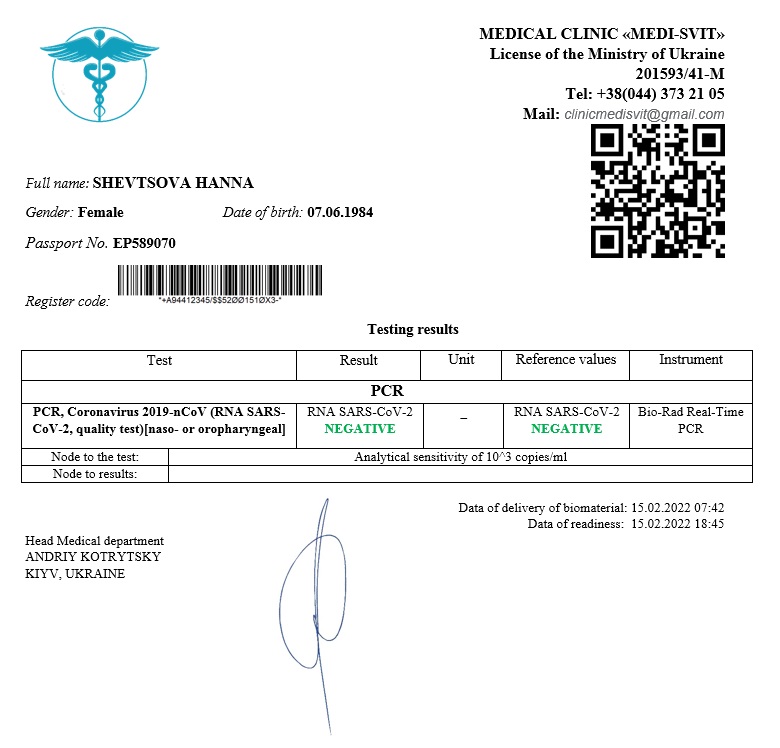 MEDICAL CLINIC «MEDI-SVIT»
License of the Ministry of Ukraine
201593/41-M
Tel: +38(044) 373 21 05
Mail: clinicmedisvit@gmail.com
Full name: SHEVTSOVA HANNA
Gender: Female Date of birth: 07.06.1984
Passport No. EP589070
Register code: *+A94412345/$$52ØØ151ØX3-*
Testing results
Test Result Unit Reference values Instrument
PCR
PCR, Coronavirus 2019-nCoV (RNA SARS- RNA SARS-CoV-2 – RNA SARS-CoV-2 Bio-Rad Real-Time
CoV-2, quality test)[naso- or oropharyngeal] NEGATIVE NEGATIVE PCR
Node to the test: Analytical sensitivity of 10^3 copies/ml
Node to results:
Data of delivery of biomaterial: 15.02.2022 07:42
Data of readiness: 15.02.2022 18:45
Head Medical department
ANDRIY KOTRYTSKY
KIYV, UKRAINE